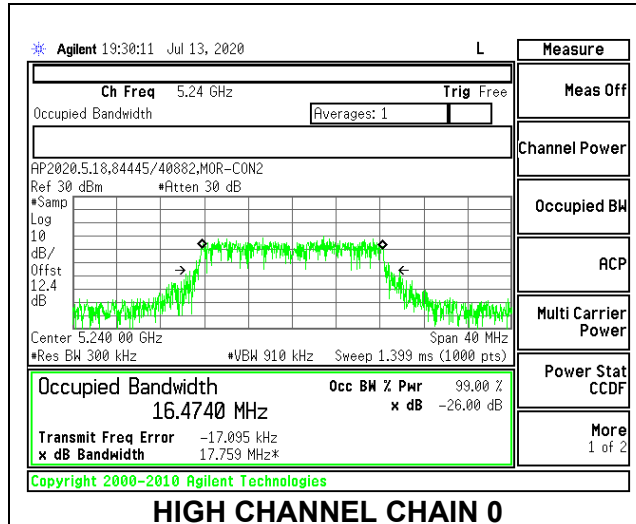 Agilent 19:30:11 Jul 13, 2020 L
Measure
Ch Freq 5.24 GHz Trig Free
Meas Off
Occupied Bandwidth Averages: 1
Channel Power
AP2020.5.18,84445/40882,MOR-CON2
Ref 30 dBm #Atten 30 dB
#Samp
Log
10
dB/
Offst
12.4
dB
Occupied BW
ACP
Center 5.240 00 GHz Span 40 MHz
#Res BW 300 kHz #VBW 910 kHz Sweep 1.399 ms (1000 pts)
Multi Carrier
Power
Occupied Bandwidth Occ BW % Pwr 99.00 %
16.4740 MHz x dB -26.00 dB
Power Stat
CCDF
Transmit Freq Error -17.095 kHz
x dB Bandwidth 17.759 MHz*
More
1 of 2
Copyright 2000-2010 Agilent Technologies
HIGH CHANNEL CHAIN 0